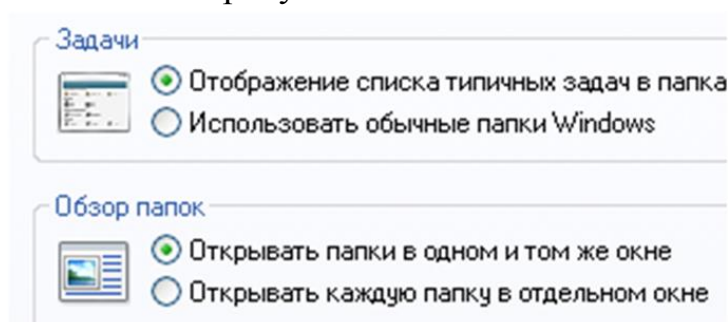 Задачи
Отображение списка типичных задач в папка
Использовать обычные папки Windows
Обзор папок
Открывать папки в одном и том же окне
Открывать каждую папку в отдельном окне